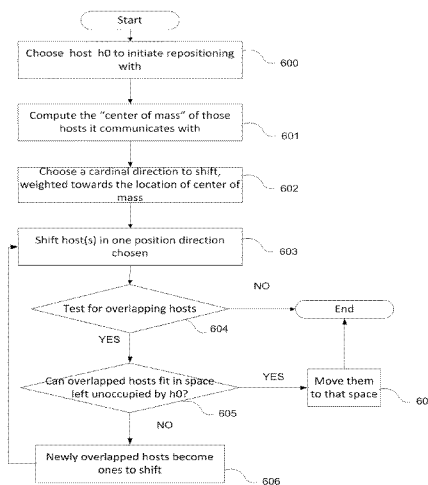 Start
Choose host h0 to initiate repositioning
with
600
Compute the "center of mass" of those
hosts it communicates with
601
Choose a cardinal direction to shift,
weighted towards the location of center of
mass
602
Shift host(s) in one position direction
chosen
603
NO
Test for overlapping hosts
End
604
YES
Can overlapped hosts fit in space
left unoccupied by h0?
YES
Move them
to that space
605
60
NO
Newly overlapped hosts become
ones to shift
606